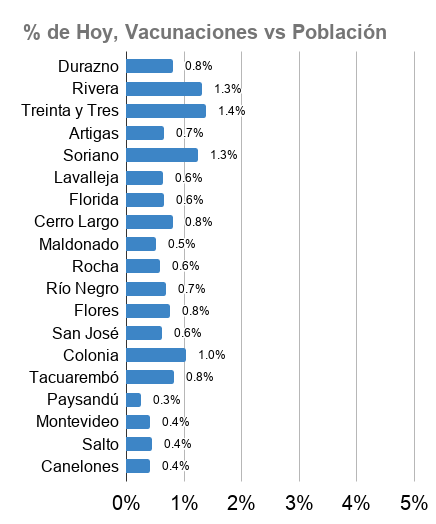 % de Hoy, Vacunaciones vs Población
Durazno 0.8%
Rivera 1.3%
Treinta y Tres 1.4%
Artigas 0.7%
Soriano 1.3%
Lavalleja 0.6%
Florida 0.6%
Cerro Largo 0.8%
Maldonado 0.5%
Rocha 0.6%
Río Negro 0.7%
Flores 0.8%
San José 0.6%
Colonia 1.0%
Tacuarembó 0.8%
Paysandú 0.3%
Montevideo 0.4%
Salto 0.4%
Canelones 0.4%
0% 1% 2% 3% 4% 5%